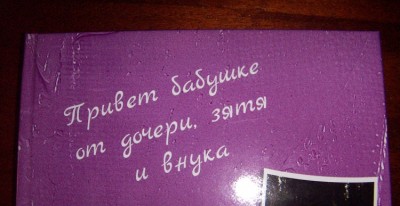 Привет бабушке
от дочери, зятя
и внука